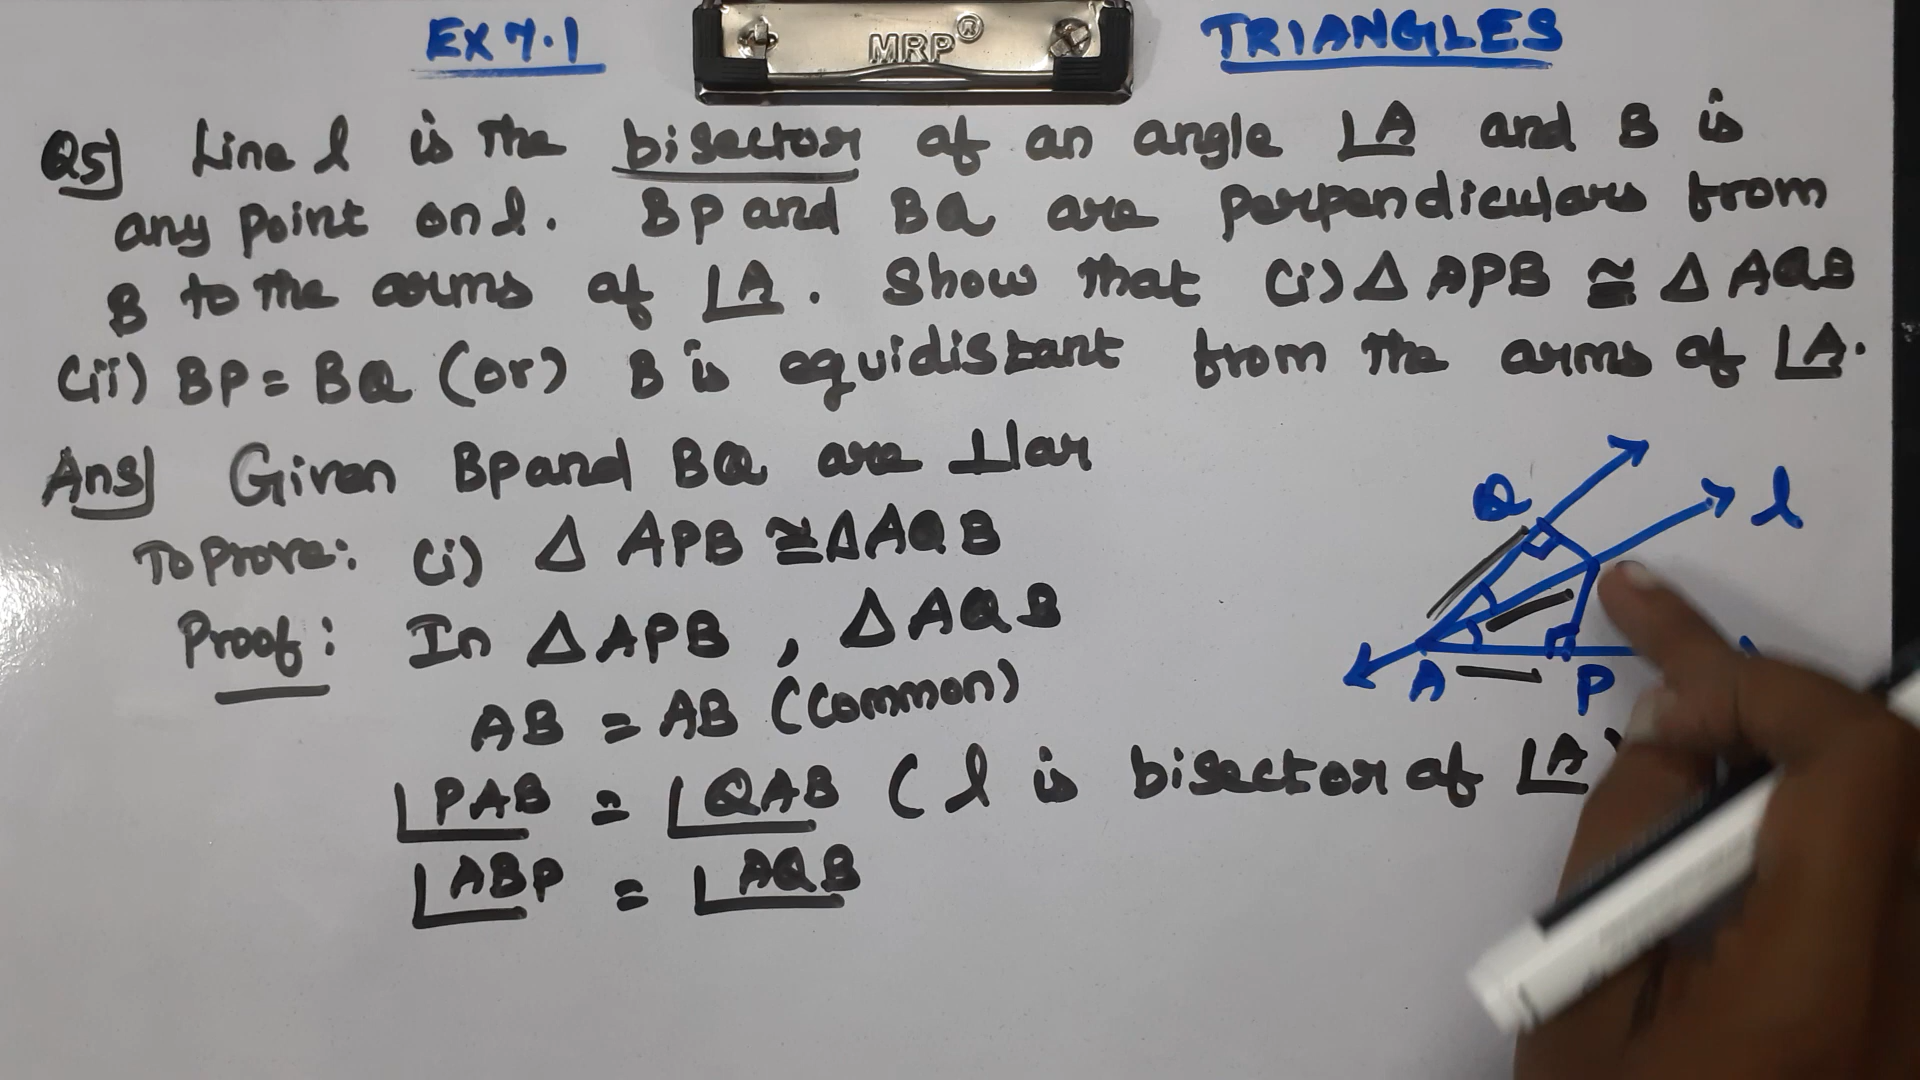 EX 7.1
MRP®
TRIANGLES
Q5] Line l is the bisector of an angle ∠A and B is
any point on l. BP and BQ are perpendiculars from
B to the arms of ∠A. Show that (i) Δ APB ≅ Δ AQB
(ii) BP = BQ (or) B is equidistant from the arms of ∠A.
Ans] Given BP and BQ are ⊥lar
To Prove: (i) Δ APB ≅ Δ AQB
Proof: In Δ APB, Δ AQB
AB = AB (Common)
∠PAB = ∠QAB (l is bisector of ∠A)
∠ABP = ∠AQB
Q
l
A
P